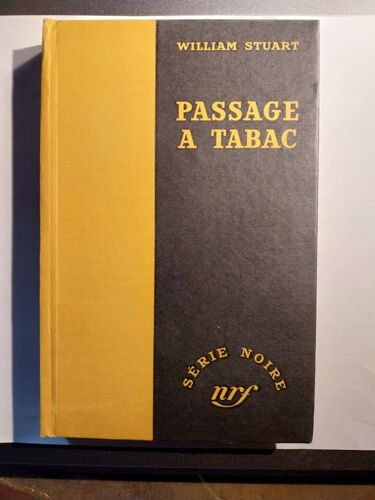 WILLIAM STUART
PASSAGE
A TABAC
SÉRIE NOIRE
nrf